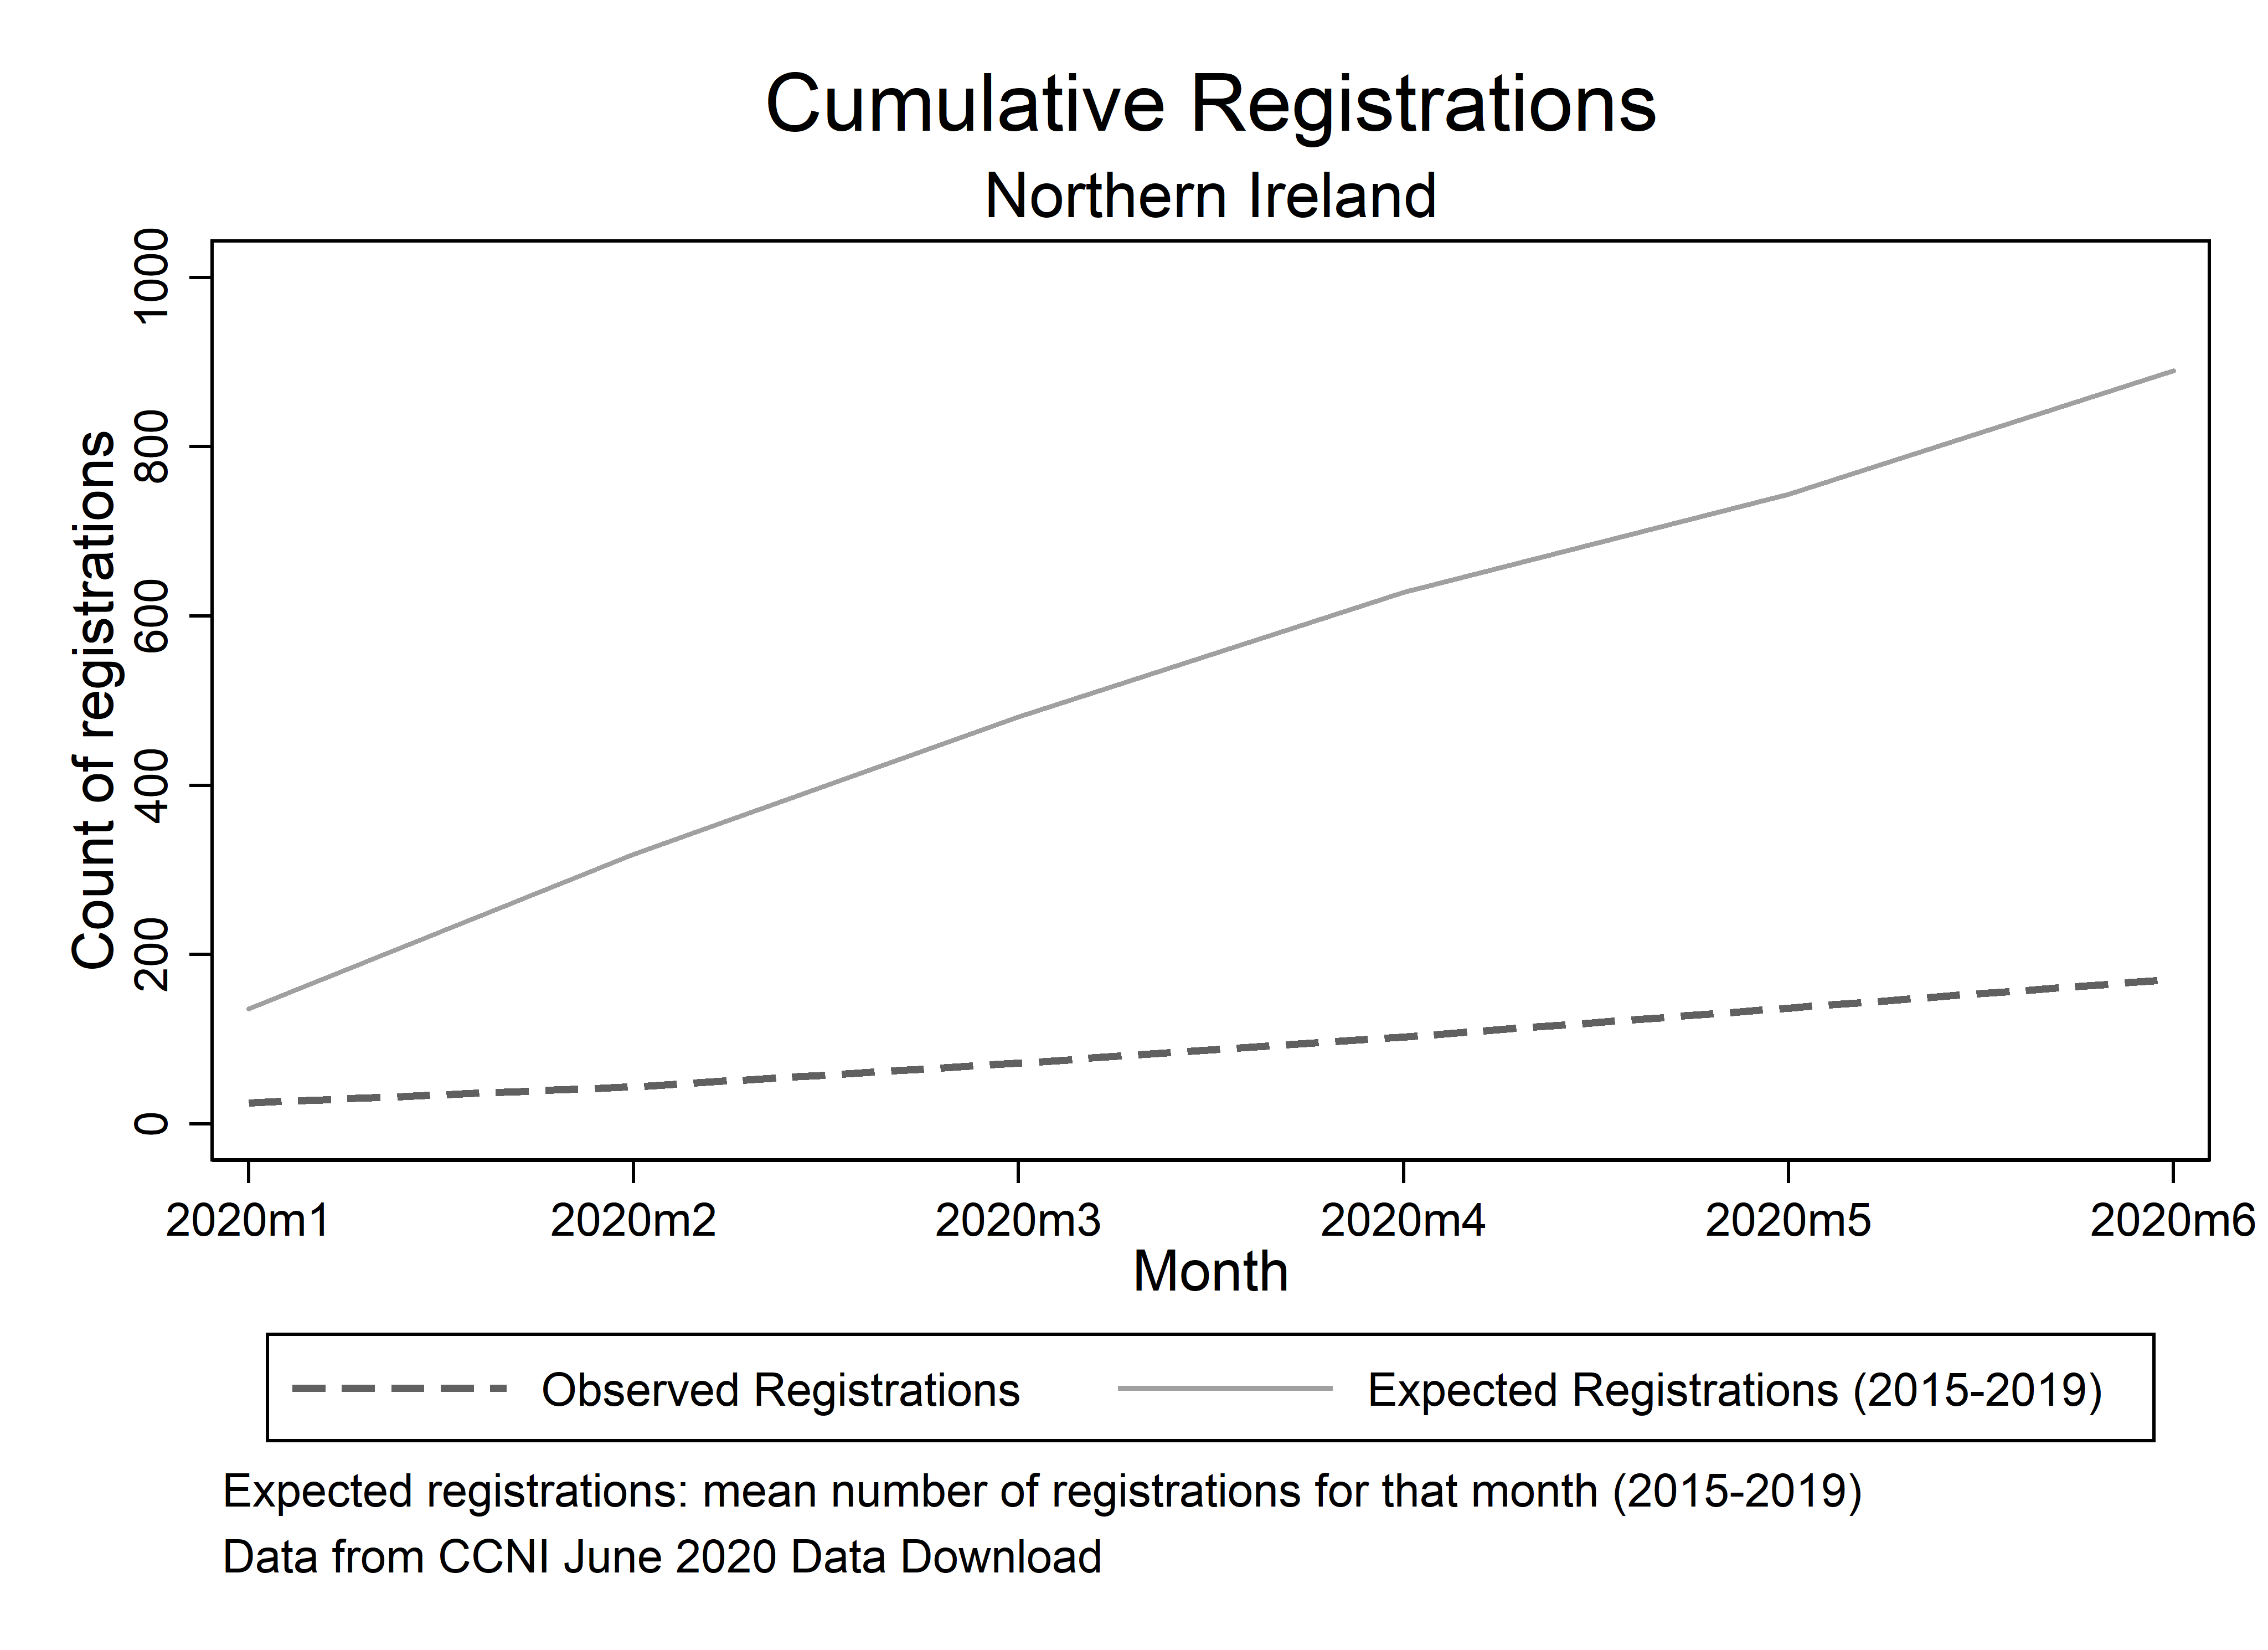 Cumulative Registrations
Northern Ireland
Count of registrations
1000
800
600
400
200
0
2020m1 2020m2 2020m3 2020m4 2020m5 2020m6
Month
Observed Registrations Expected Registrations (2015-2019)
Expected registrations: mean number of registrations for that month (2015-2019)
Data from CCNI June 2020 Data Download